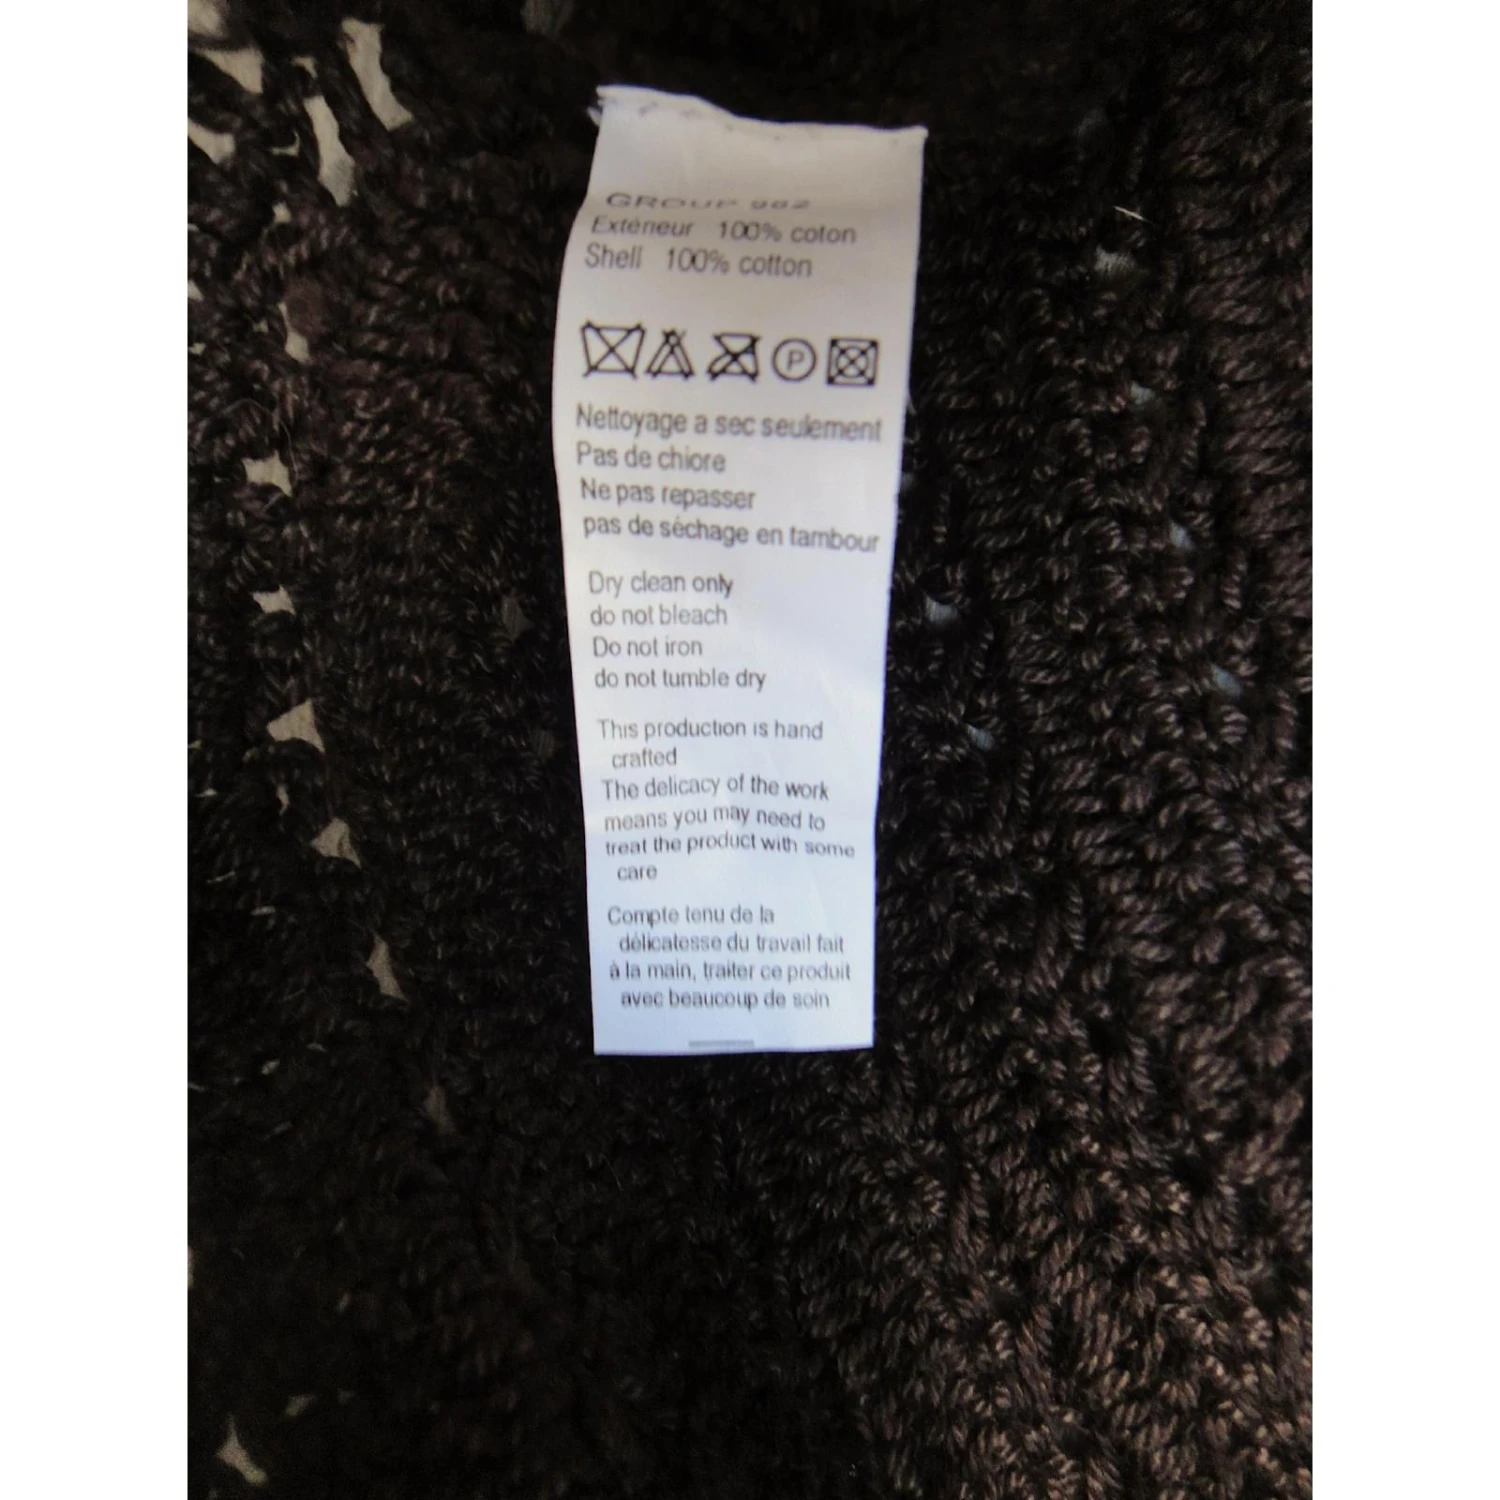 GROUP 982
Extérieur 100% coton
Shell 100% cotton
P
Nettoyage a sec seulement
Pas de chlore
Ne pas repasser
pas de séchage en tambour
Dry clean only
do not bleach
Do not iron
do not tumble dry
This production is hand
crafted
The delicacy of the work
means you may need to
treat the product with some
care
Compte tenu de la
délicatesse du travail fait
à la main, traiter ce produit
avec beaucoup de soin